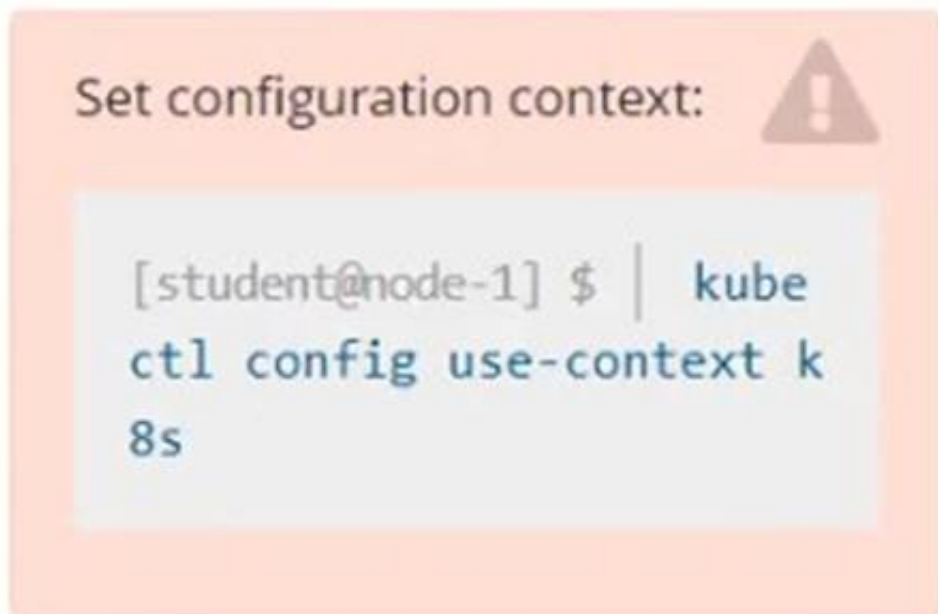 Set configuration context:
[student@node-1] $ | kube
ctl config use-context k
8s